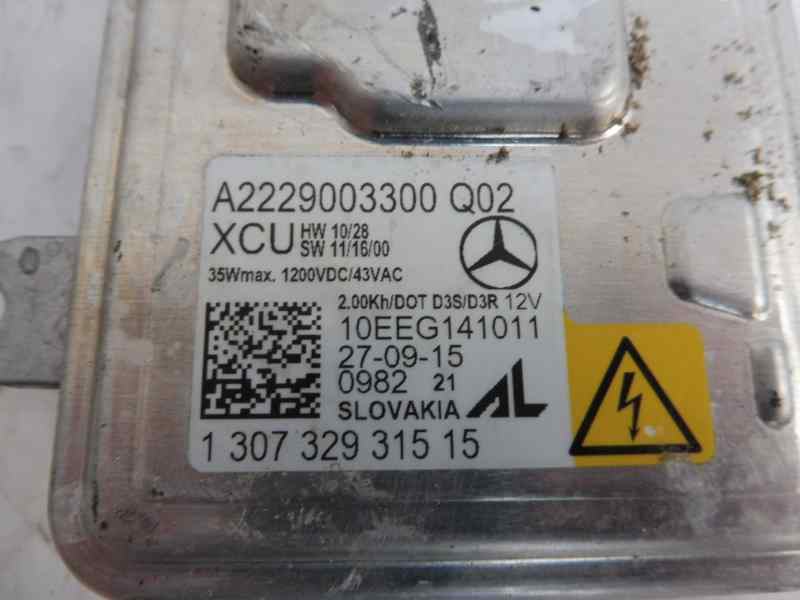 A2229003300 Q02
XCU HW 10/28
SW 11/16/00
35Wmax. 1200VDC/43VAC
2.00Kh/DOT D3S/D3R 12V
10EEG141011
27-09-15
0982 21
SLOVAKIA AL
1 307 329 315 15